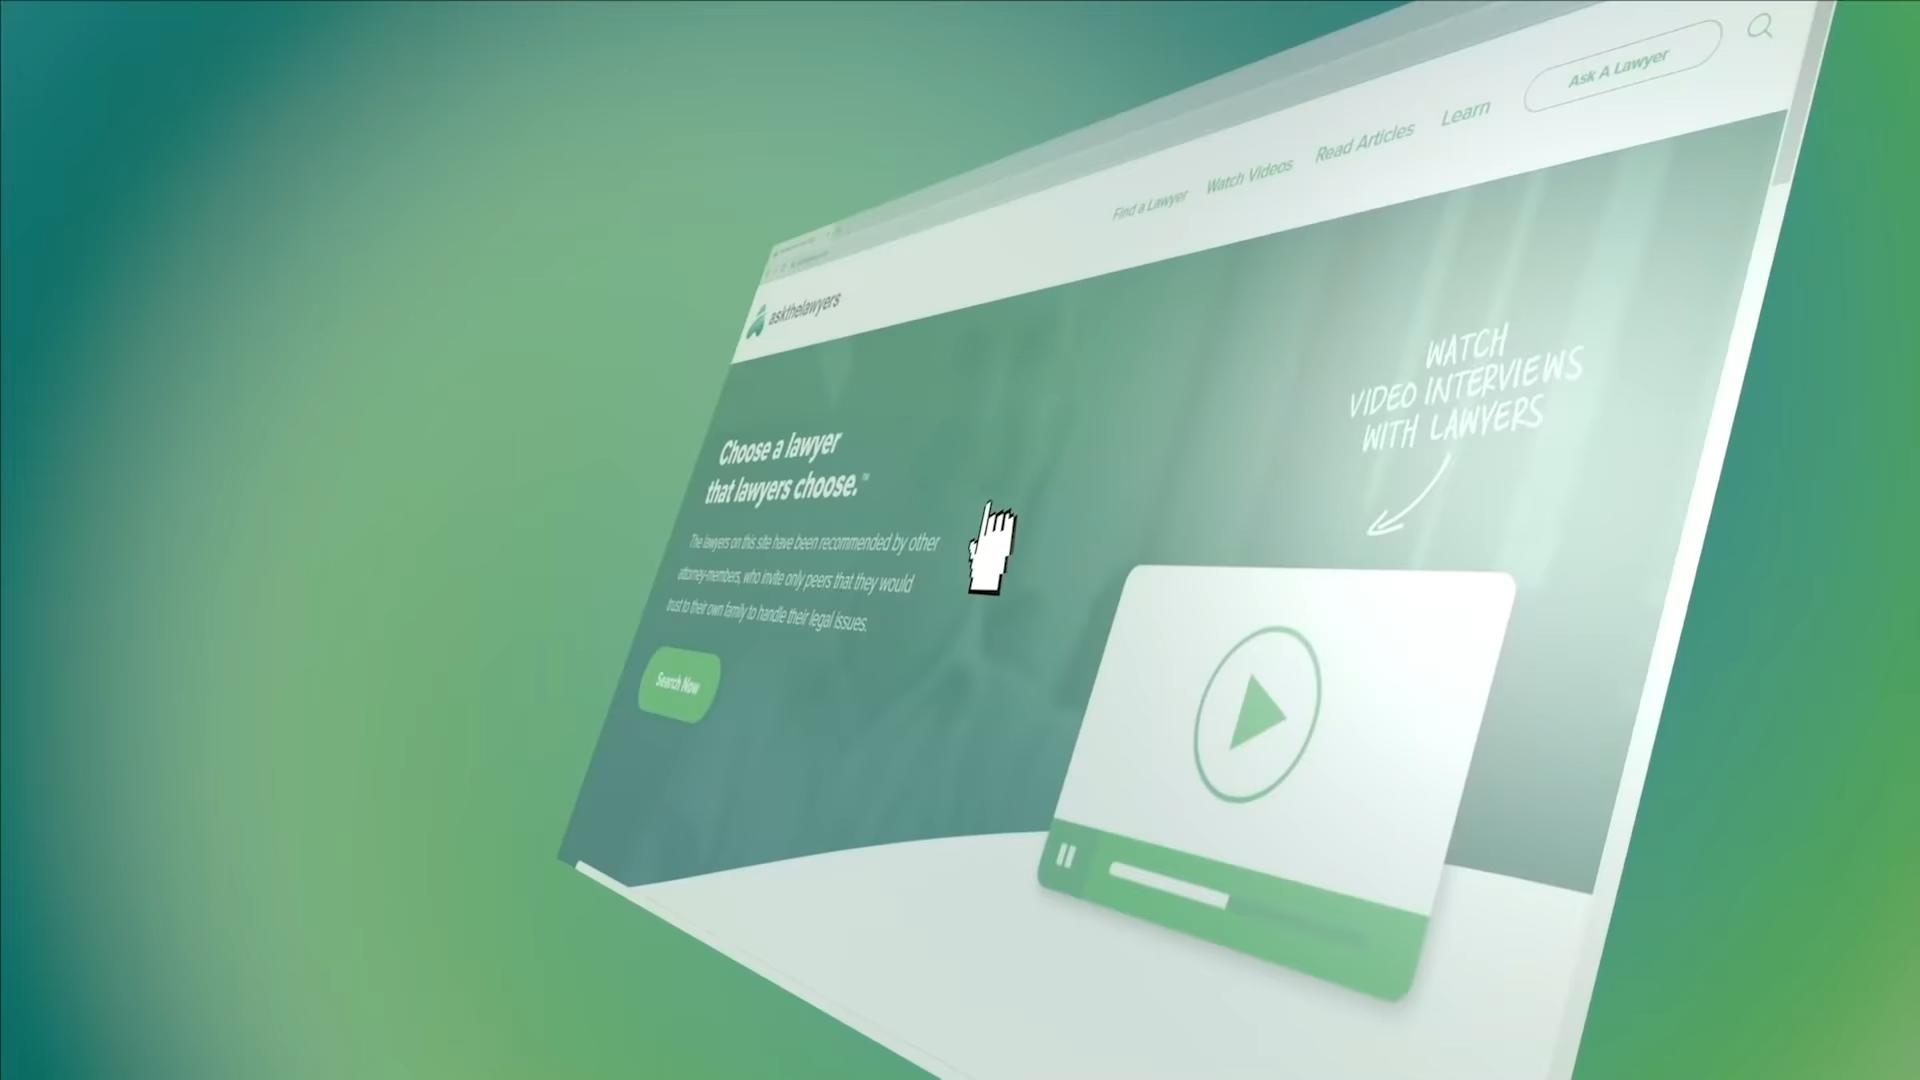 askthelawyers
Find a Lawyer
Watch Videos
Read Articles
Learn
Ask A Lawyer
Choose a lawyer
that lawyers choose.™
The lawyers on this site have been recommended by other
attorney-members, who invite only peers that they would
trust to their own family to handle their legal issues.
Search Now
WATCH
VIDEO INTERVIEWS
WITH LAWYERS